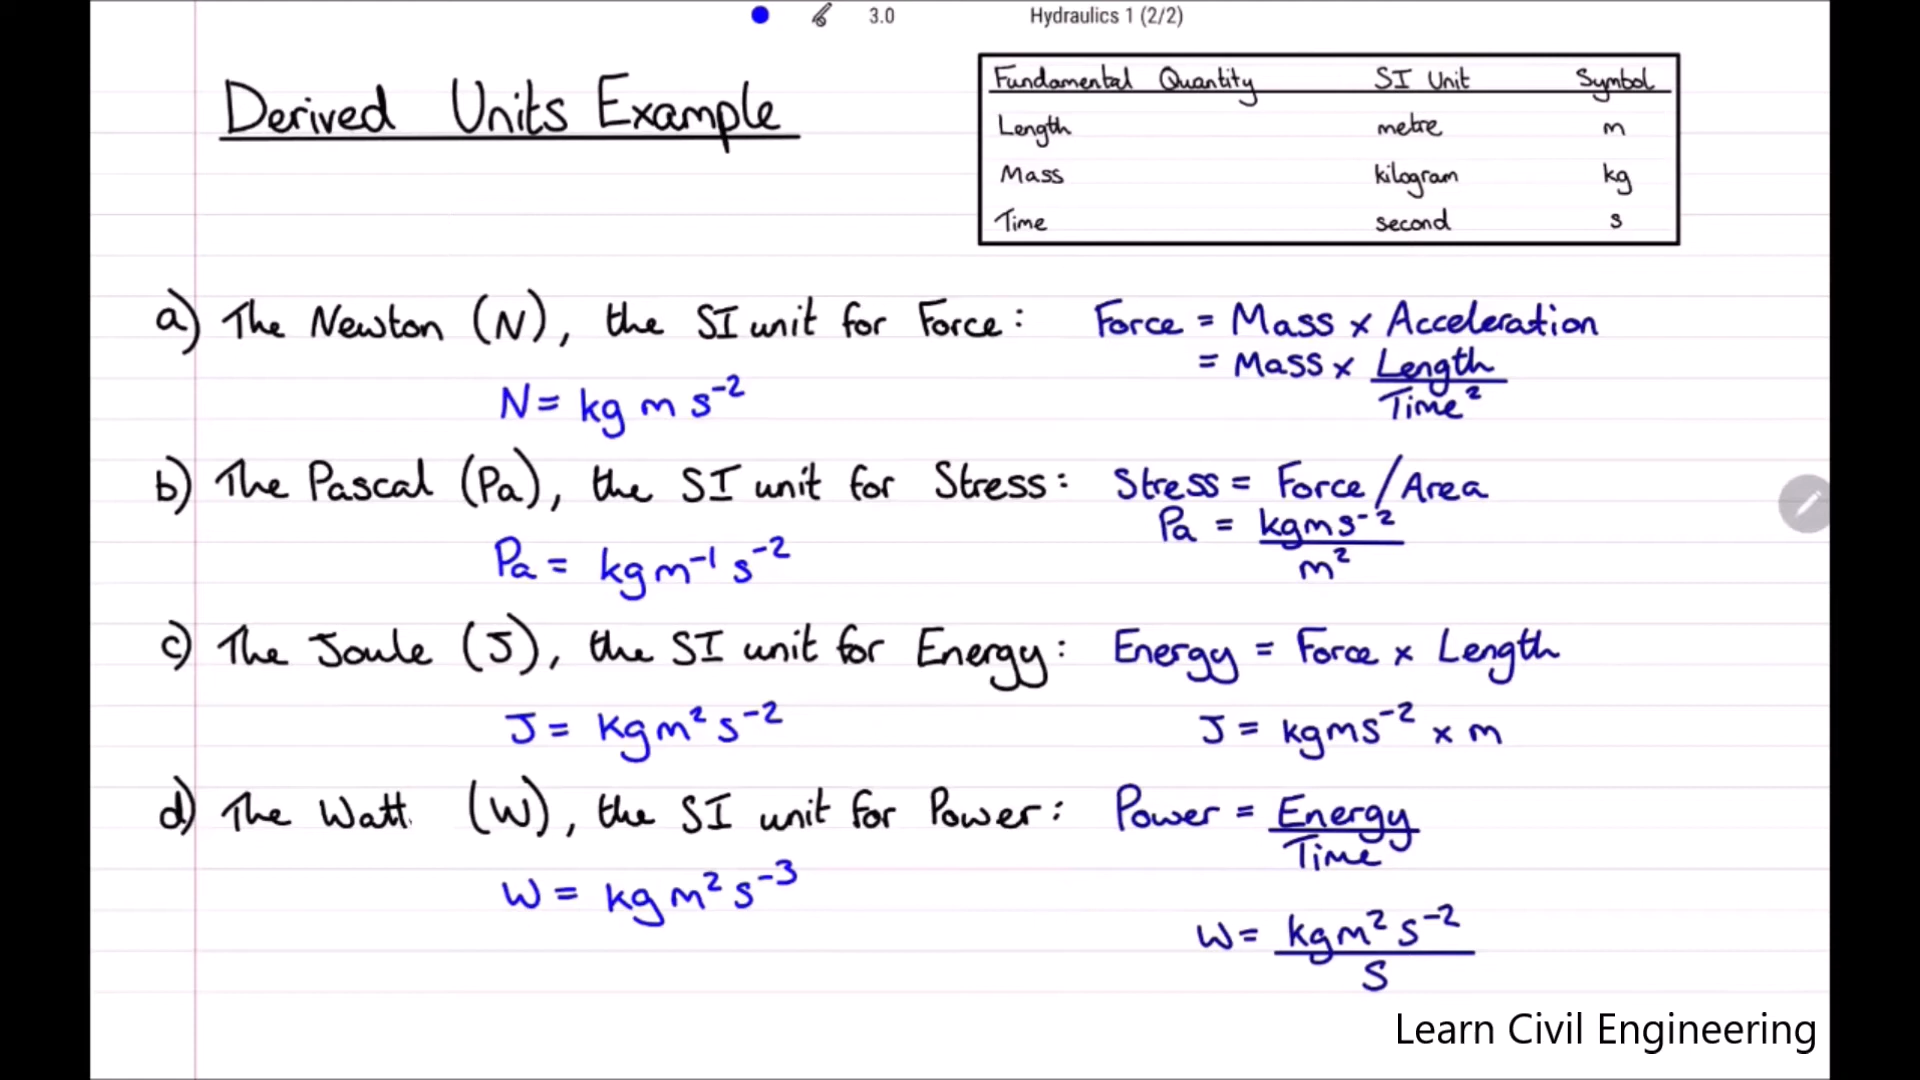 3.0 Hydraulics 1 (2/2)
Derived Units Example
Fundamental Quantity SI Unit Symbol
Length metre m
Mass kilogram kg
Time second s
a) The Newton (N), the SI unit for Force: Force = Mass x Acceleration
= Mass x Length / Time²
N = kg m s⁻²
b) The Pascal (Pa), the SI unit for Stress: Stress = Force / Area
Pa = kgms⁻² / m²
Pa = kgm⁻¹ s⁻²
c) The Joule (J), the SI unit for Energy: Energy = Force x Length
J = kgm² s⁻² J = kgms⁻² x m
d) The Watt (W), the SI unit for Power: Power = Energy / Time
W = kgm² s⁻³
W = kgm² s⁻² / s
Learn Civil Engineering